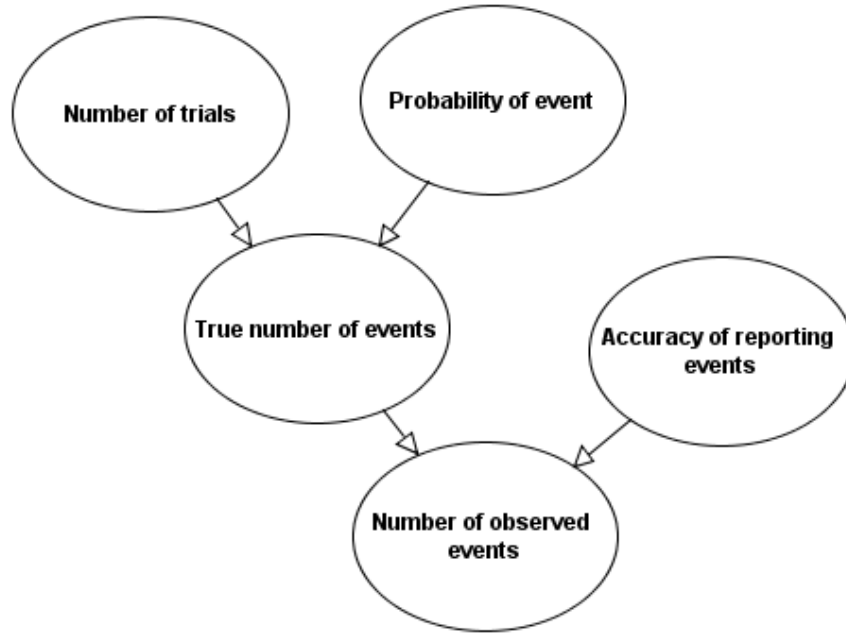 Number of trials
Probability of event
True number of events
Accuracy of reporting
events
Number of observed
events